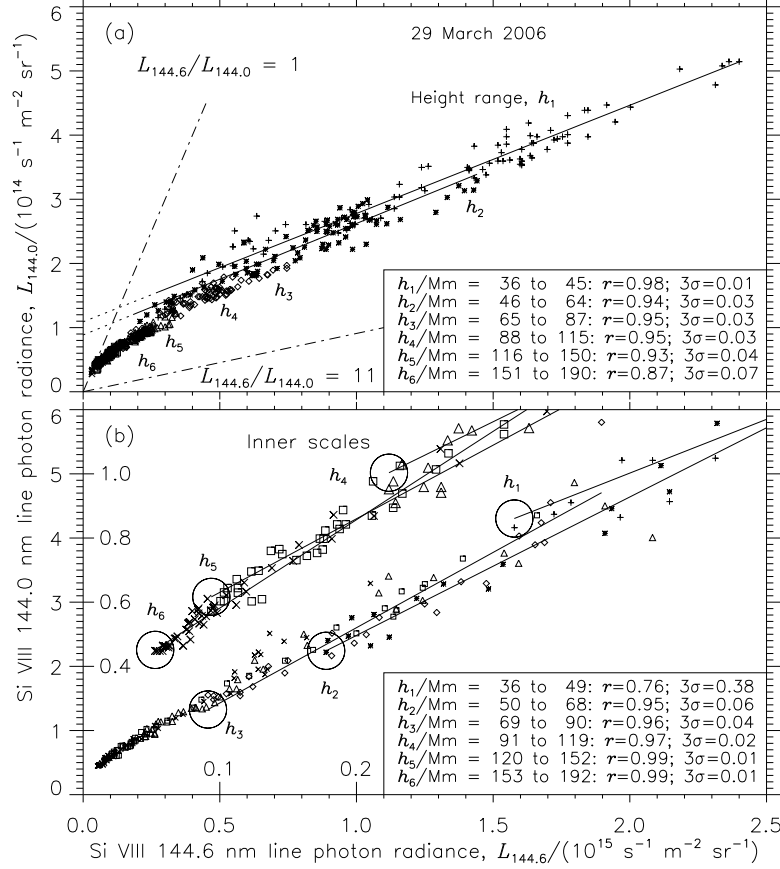 Si VIII 144.0 nm line photon radiance, L144.0/(10¹⁴ s⁻¹ m⁻² sr⁻¹)
(a)
29 March 2006
L144.6/L144.0 = 1
Height range, h1
h2
h3
h4
h5
h6
L144.6/L144.0 = 11
6
5
4
3
2
1
0
h1/Mm = 36 to 45: r=0.98; 3σ=0.01
h2/Mm = 46 to 64: r=0.94; 3σ=0.03
h3/Mm = 65 to 87: r=0.95; 3σ=0.03
h4/Mm = 88 to 115: r=0.95; 3σ=0.03
h5/Mm = 116 to 150: r=0.93; 3σ=0.04
h6/Mm = 151 to 190: r=0.87; 3σ=0.07
(b)
Inner scales
6
5
4
3
2
1
0
1.0
0.8
0.6
0.4
h4
h1
h5
h6
h2
h3
0.1 0.2
h1/Mm = 36 to 49: r=0.76; 3σ=0.38
h2/Mm = 50 to 68: r=0.95; 3σ=0.06
h3/Mm = 69 to 90: r=0.96; 3σ=0.04
h4/Mm = 91 to 119: r=0.97; 3σ=0.02
h5/Mm = 120 to 152: r=0.99; 3σ=0.01
h6/Mm = 153 to 192: r=0.99; 3σ=0.01
0.0 0.5 1.0 1.5 2.0 2.5
Si VIII 144.6 nm line photon radiance, L144.6/(10¹⁵ s⁻¹ m⁻² sr⁻¹)